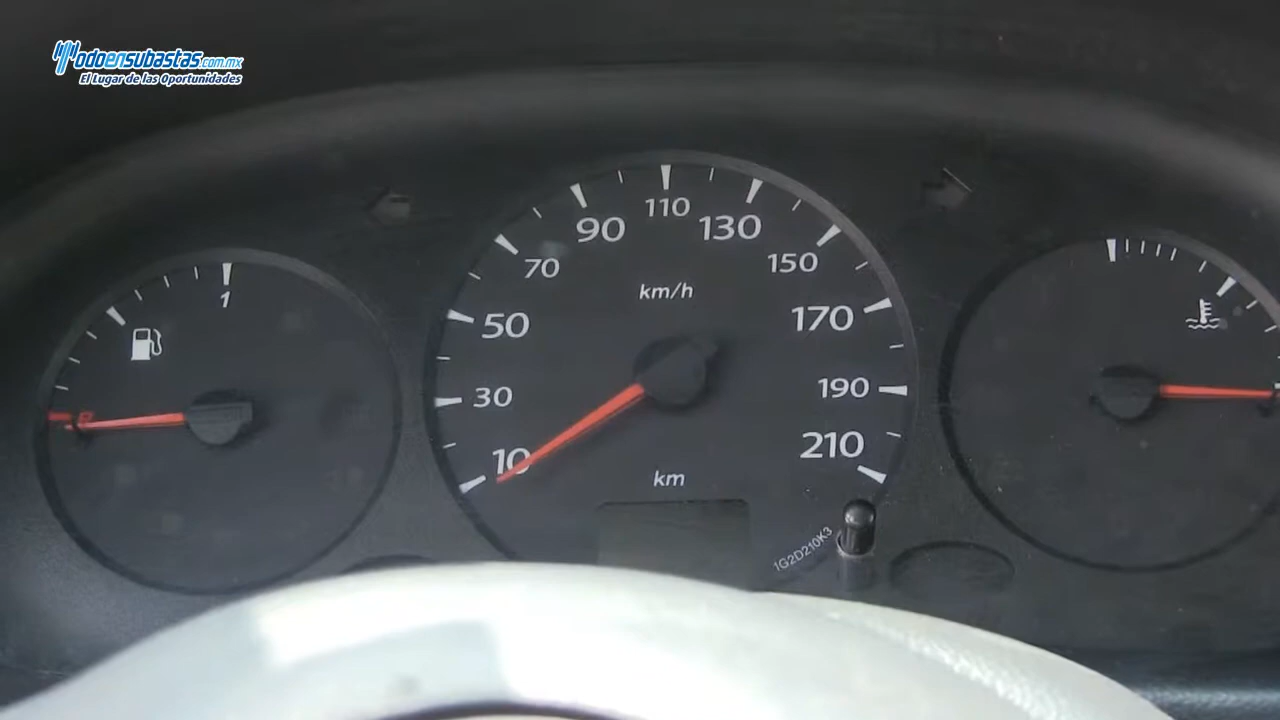 Todoensubastas.com.mx
El Lugar de las Oportunidades
110
90
130
70
150
km/h
1
50
170
30
190
0
210
10
km
1G2D210K3